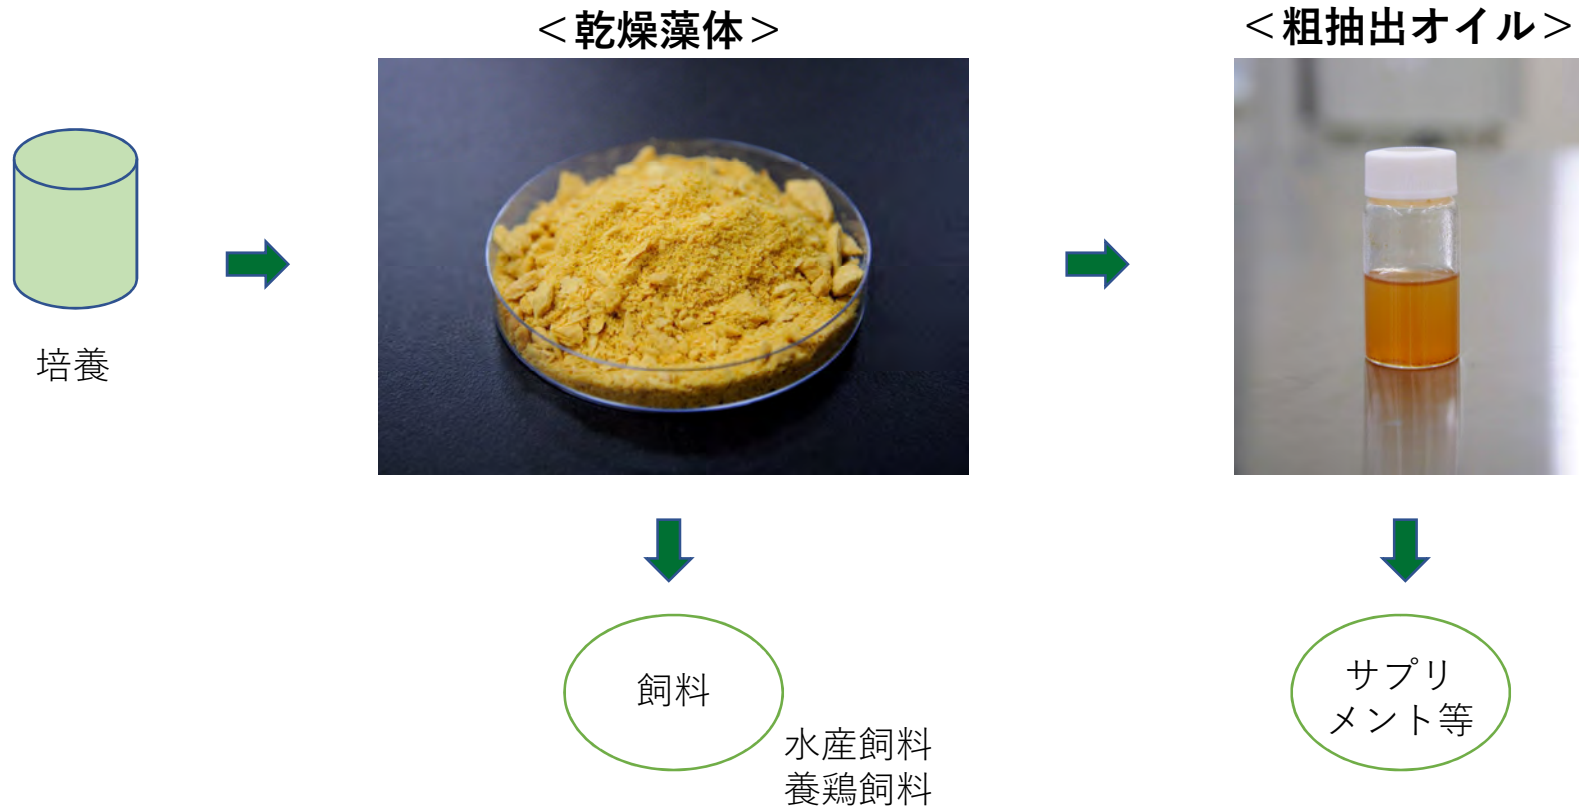 ＜乾燥藻体＞
＜粗抽出オイル＞
培養
飼料
水産飼料
養鶏飼料
サプリ
メント等